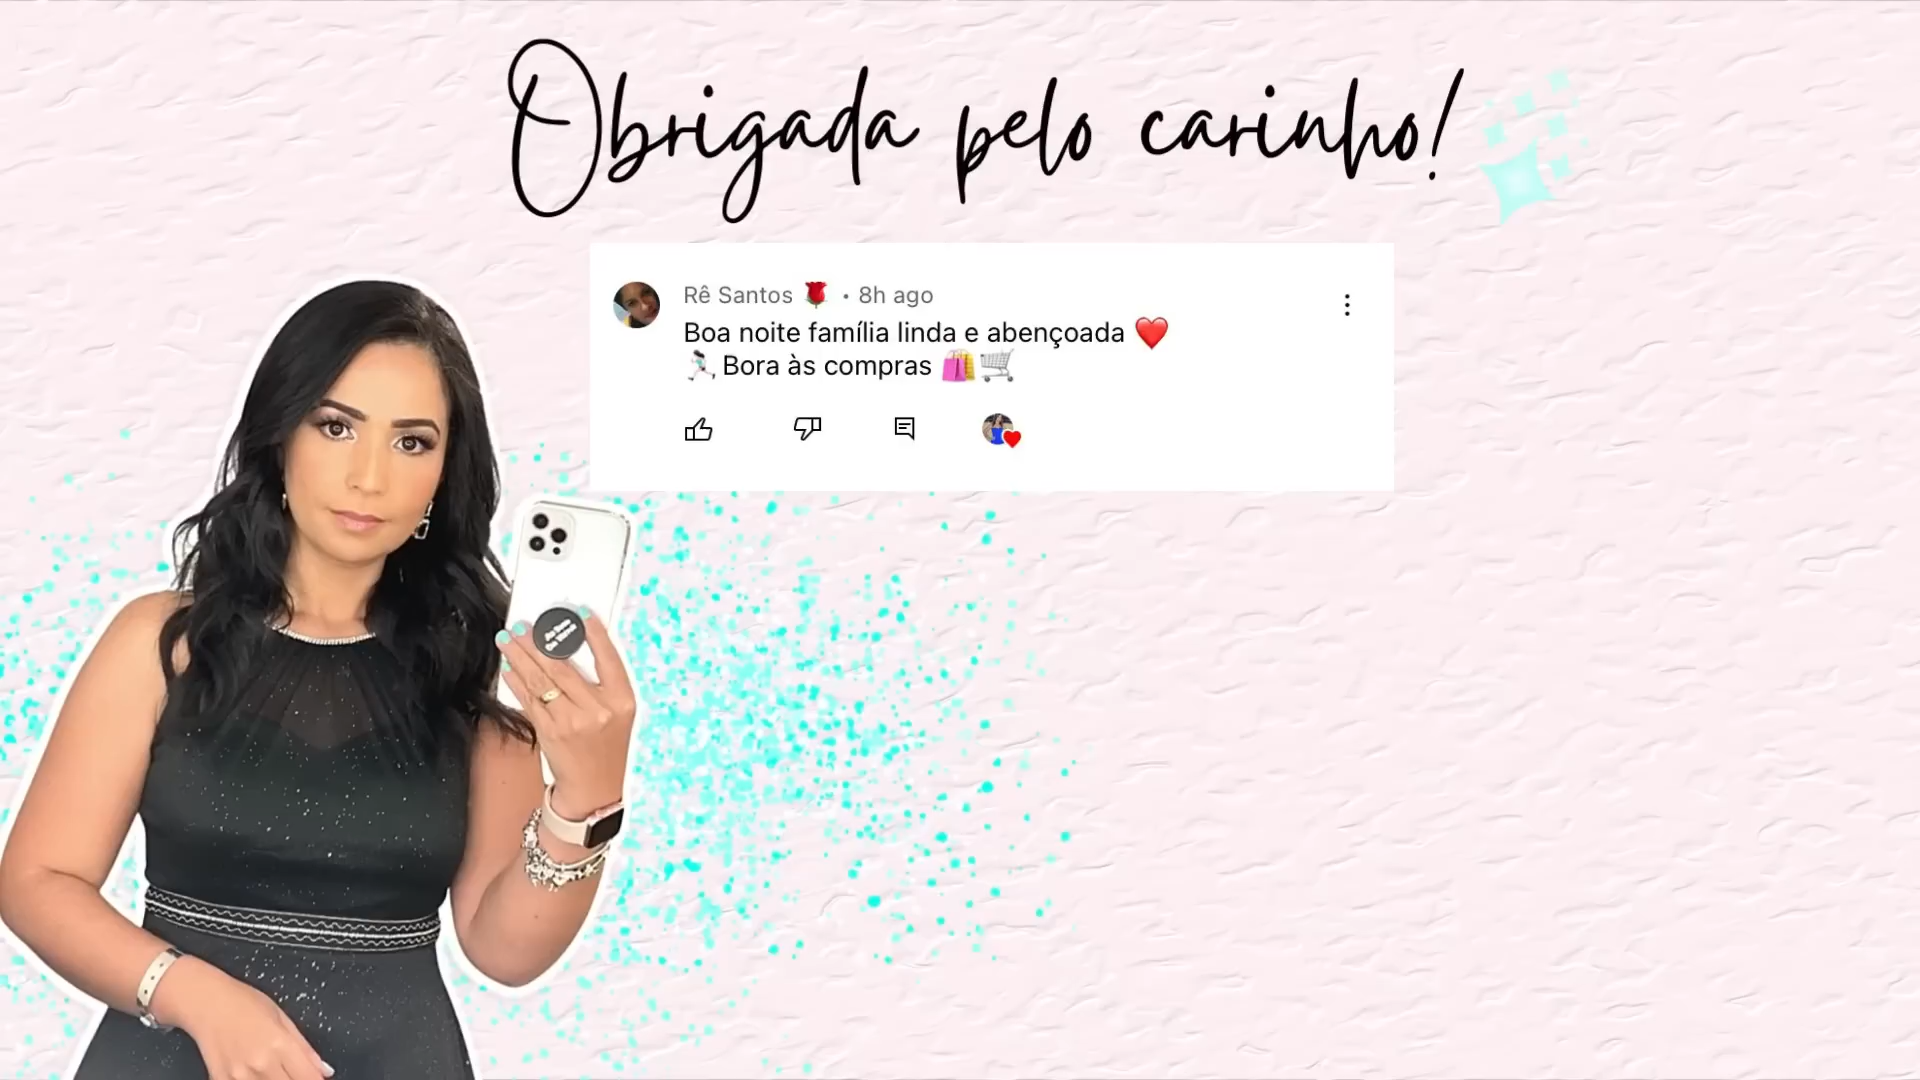 Obrigada pelo carinho!
Rê Santos 🌹 • 8h ago
Boa noite família linda e abençoada ❤️
🏃🏻‍♀️ Bora às compras 🛍️🛒